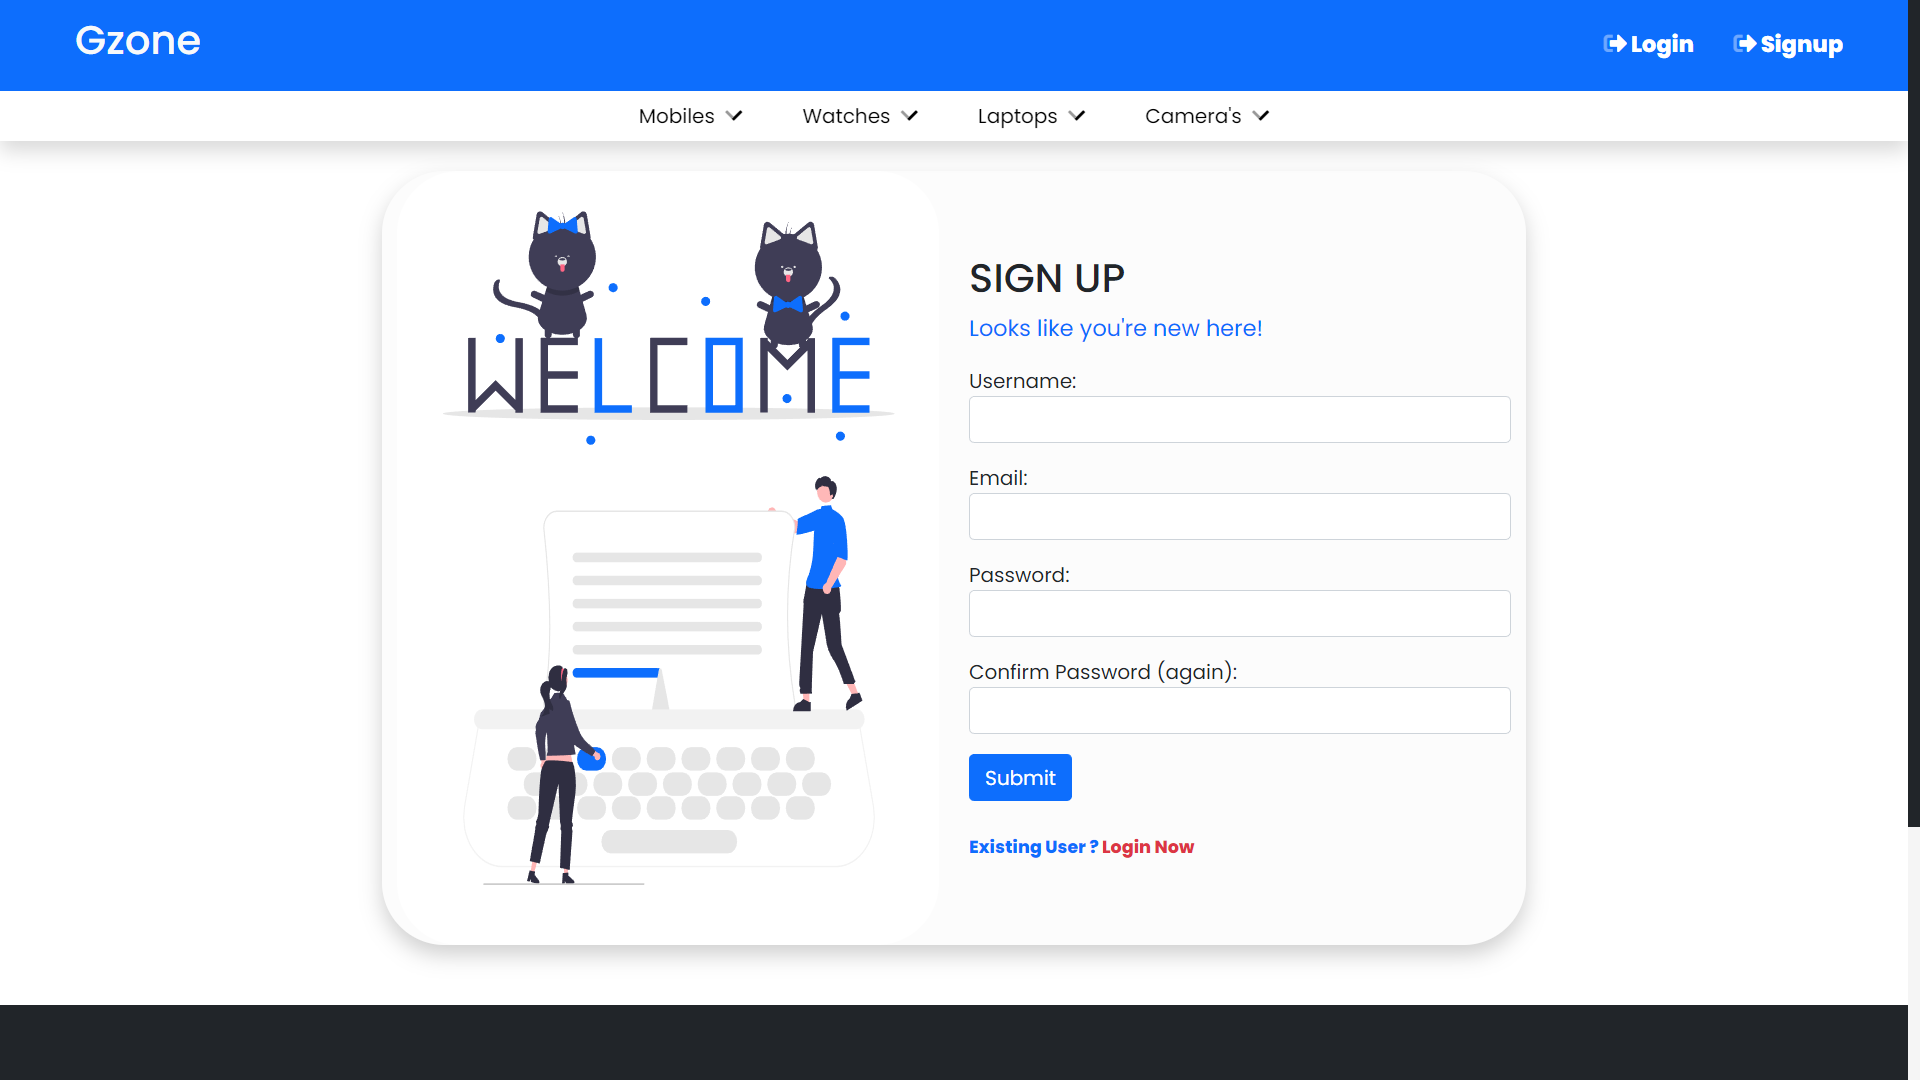 Gzone
Login Signup
Mobiles Watches Laptops Camera's
WELCOME
SIGN UP
Looks like you're new here!
Username:
Email:
Password:
Confirm Password (again):
Submit
Existing User ? Login Now